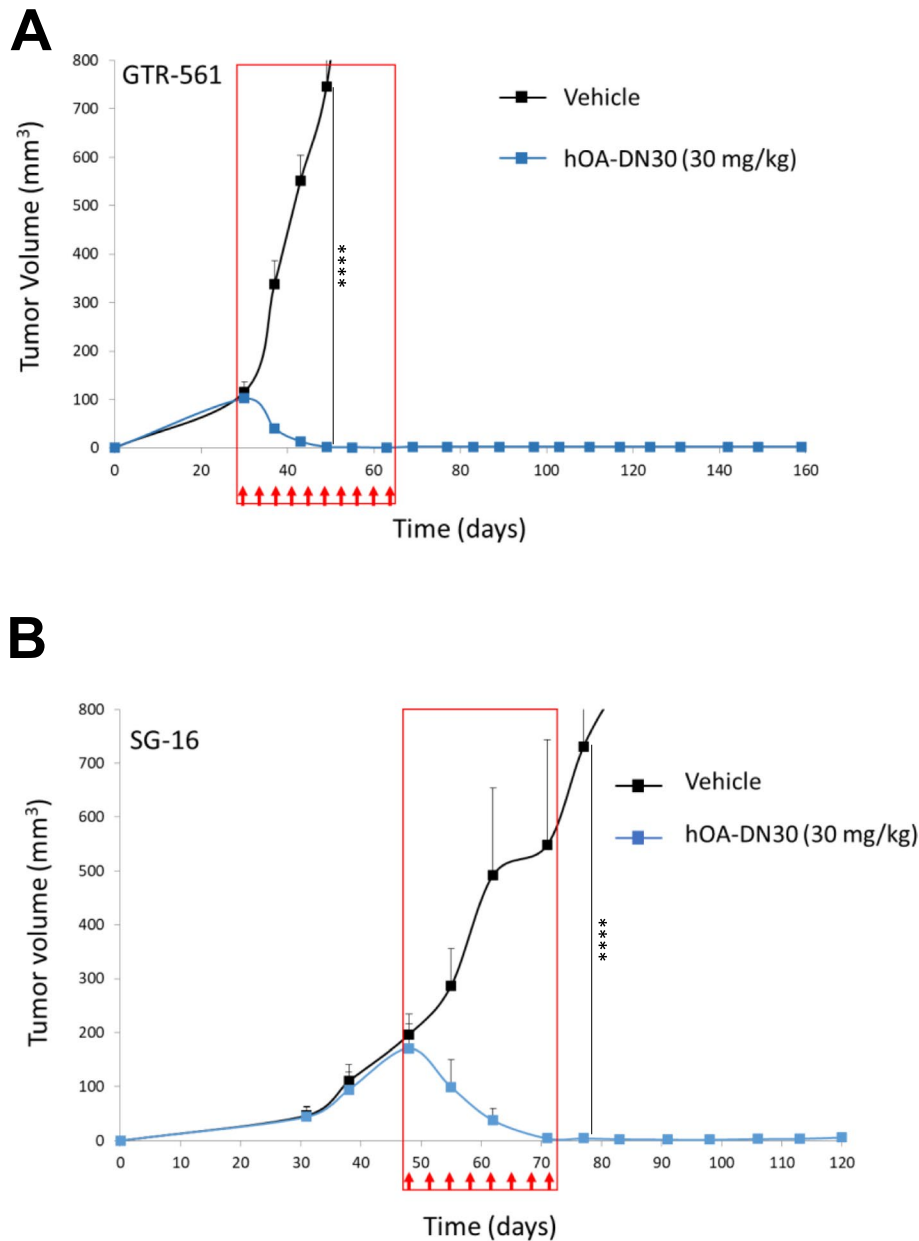 A
GTR-561
Tumor Volume (mm³)
800
700
600
500
400
300
200
100
0
0 20 40 60 80 100 120 140 160
Time (days)
Vehicle
hOA-DN30 (30 mg/kg)
****
B
SG-16
Tumor volume (mm³)
800
700
600
500
400
300
200
100
0
0 10 20 30 40 50 60 70 80 90 100 110 120
Time (days)
Vehicle
hOA-DN30 (30 mg/kg)
****